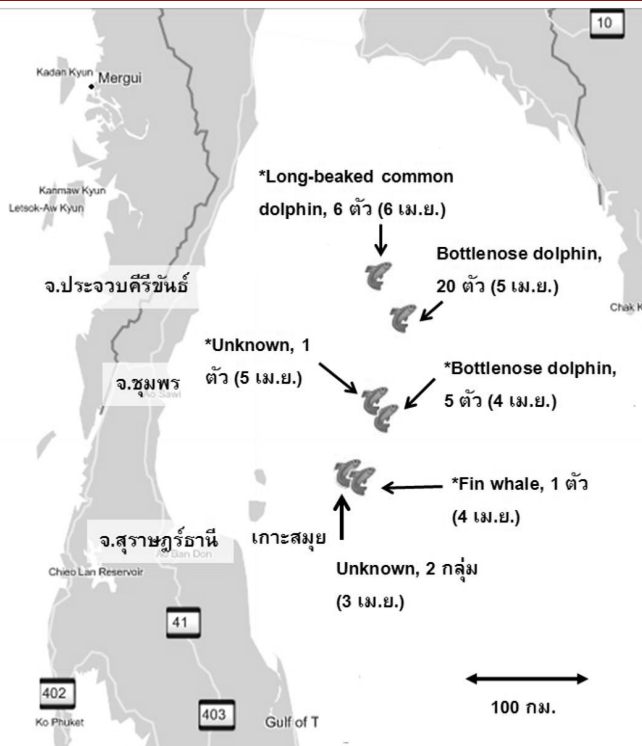 10
Kadan Kyun
Mergui
*Long-beaked common
dolphin, 6 ตัว (6 เม.ย.)
Kanmaw Kyun
Letsok-Aw Kyun
Bottlenose dolphin,
20 ตัว (5 เม.ย.)
จ.ประจวบคีรีขันธ์
Chak K
*Unknown, 1
ตัว (5 เม.ย.)
*Bottlenose dolphin,
5 ตัว (4 เม.ย.)
จ.ชุมพร
Ao Sawi
*Fin whale, 1 ตัว
(4 เม.ย.)
จ.สุราษฎร์ธานี
เกาะสมุย
Ao Ban Don
Chieo Lan Reservoir
Unknown, 2 กลุ่ม
(3 เม.ย.)
41
402
403
Ko Phuket
Gulf of T
100 กม.